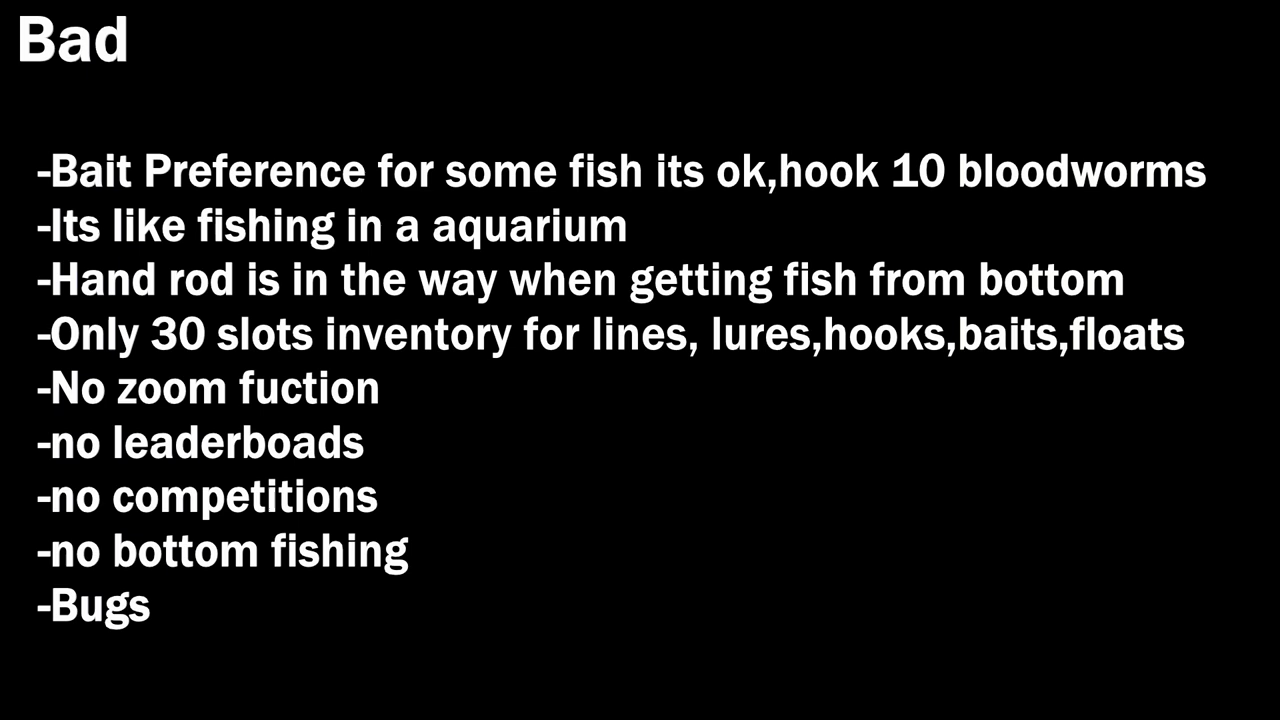 Bad
-Bait Preference for some fish its ok,hook 10 bloodworms
-Its like fishing in a aquarium
-Hand rod is in the way when getting fish from bottom
-Only 30 slots inventory for lines, lures,hooks,baits,floats
-No zoom fuction
-no leaderboads
-no competitions
-no bottom fishing
-Bugs